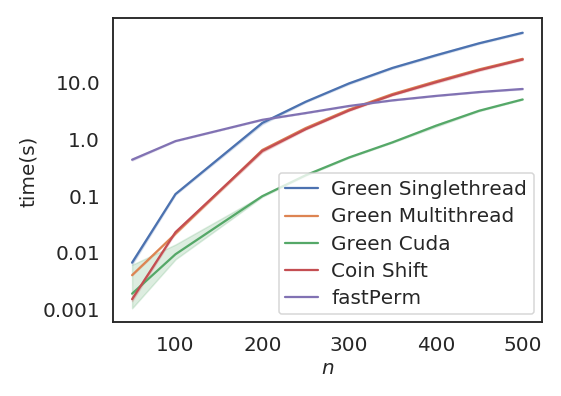 time(s)
10.0
1.0
0.1
0.01
0.001
Green Singlethread
Green Multithread
Green Cuda
Coin Shift
fastPerm
100 200 300 400 500
n